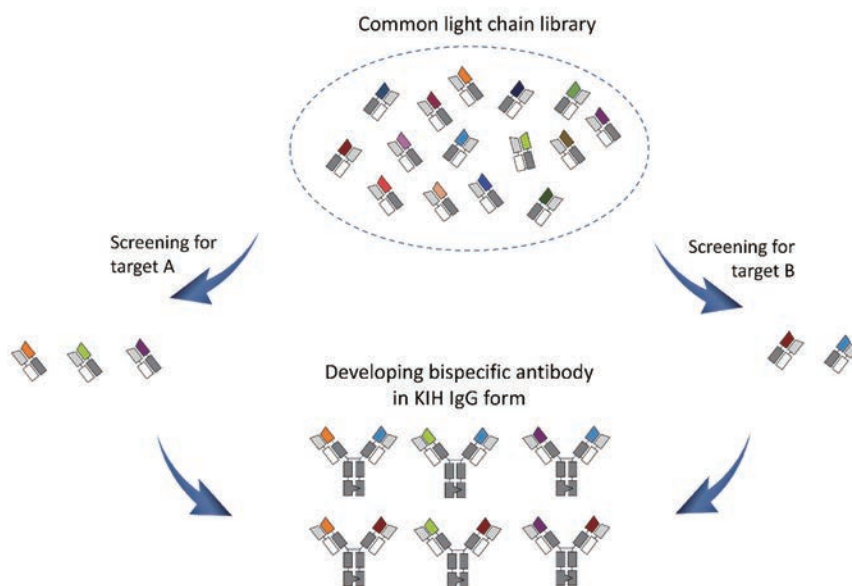 Common light chain library
Screening for
target A
Screening for
target B
Developing bispecific antibody
in KIH IgG form